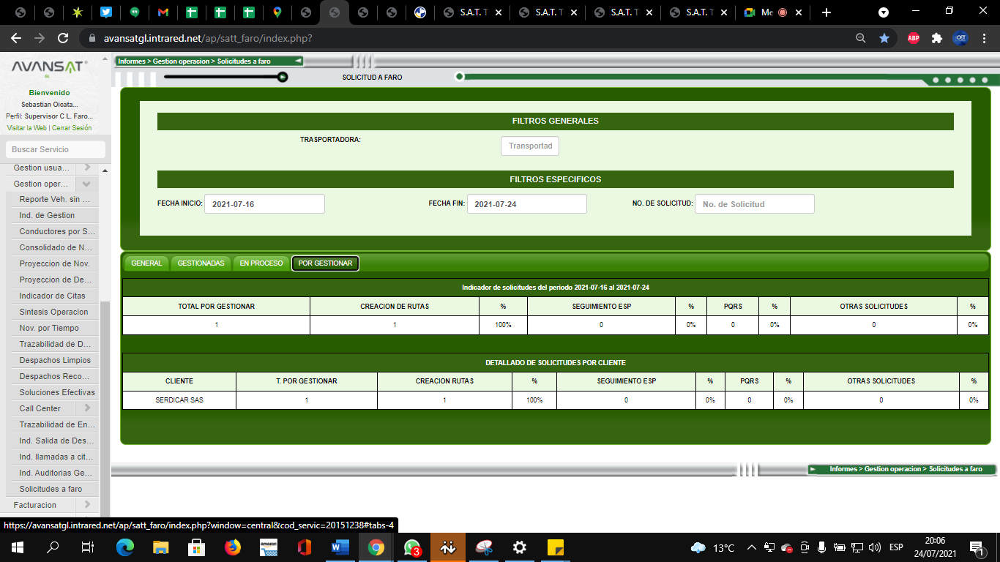 S.A.T. T
S.A.T. T
S.A.T. T
S.A.T. T
Me
avansatgl.intrared.net/ap/satt_faro/index.php?
ABP
AVANSAT
GL
Bienvenido
Sebastian Oicata...
Perfil: Supervisor C L. Faro...
Visitar la Web | Cerrar Sesión
Buscar Servicio
Gestion usua...
Gestion oper...
Reporte Veh. sin ...
Ind. de Gestion
Conductores por S...
Consolidado de N...
Proyeccion de Nov.
Proyeccion de De...
Indicador de Citas
Sintesis Operacion
Nov. por Tiempo
Trazabilidad de D...
Despachos Limpios
Despachos Reco...
Soluciones Efectivas
Call Center
Trazabilidad de En...
Ind. Salida de Des...
Ind. llamadas a cit...
Ind. Auditorias Ge...
Solicitudes a faro
Facturacion
Informes > Gestion operacion > Solicitudes a faro
SOLICITUD A FARO
FILTROS GENERALES
TRASPORTADORA: Transportad
FILTROS ESPECIFICOS
FECHA INICIO: 2021-07-16 FECHA FIN: 2021-07-24 NO. DE SOLICITUD: No. de Solicitud
GENERAL GESTIONADAS EN PROCESO POR GESTIONAR
Indicador de solicitudes del periodo 2021-07-16 al 2021-07-24
TOTAL POR GESTIONAR CREACION DE RUTAS % SEGUIMIENTO ESP % PQRS % OTRAS SOLICITUDES %
1 1 100% 0 0% 0 0% 0 0%
DETALLADO DE SOLICITUDES POR CLIENTE
CLIENTE T. POR GESTIONAR CREACION RUTAS % SEGUIMIENTO ESP % PQRS % OTRAS SOLICITUDES %
SERDICAR SAS 1 1 100% 0 0% 0 0% 0 0%
Informes > Gestion operacion > Solicitudes a faro
https://avansatgl.intrared.net/ap/satt_faro/index.php?window=central&cod_servic=20151238#tabs-4
amazon
3
13°C
ESP
20:06
24/07/2021
1